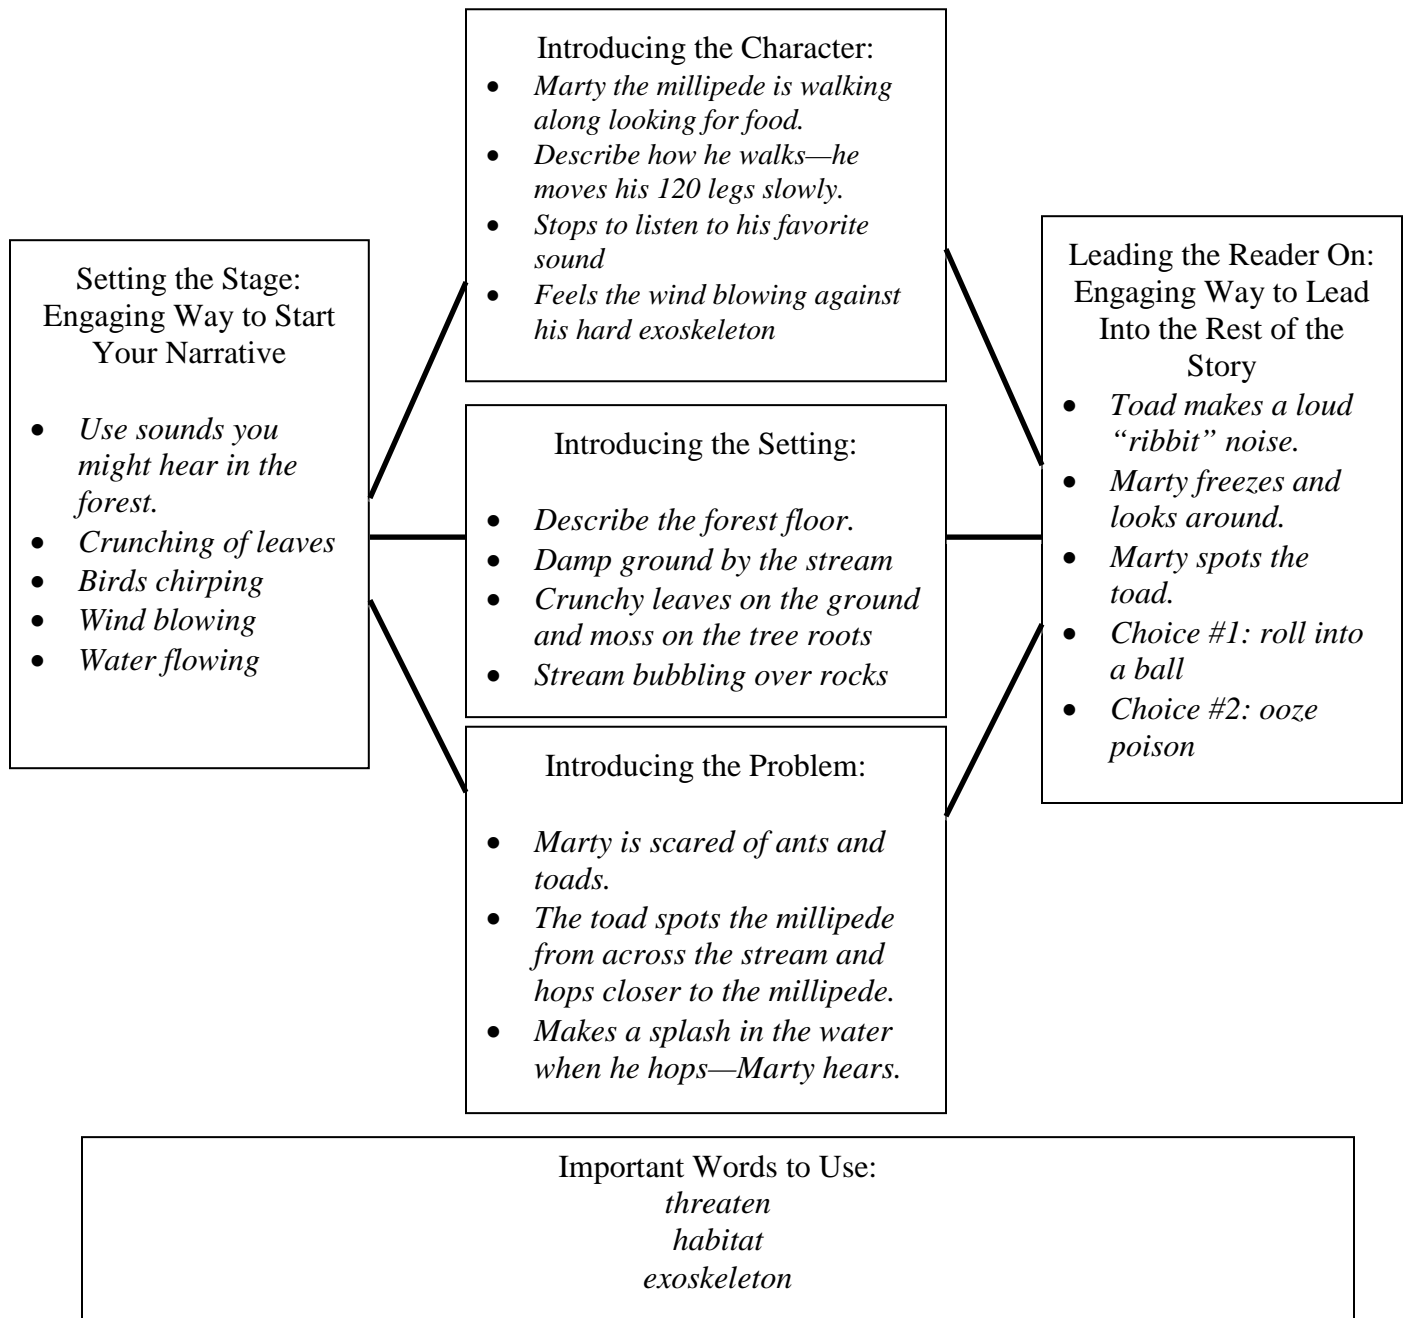 Setting the Stage:
Engaging Way to Start
Your Narrative
• Use sounds you
might hear in the
forest.
• Crunching of leaves
• Birds chirping
• Wind blowing
• Water flowing
Introducing the Character:
• Marty the millipede is walking
along looking for food.
• Describe how he walks—he
moves his 120 legs slowly.
• Stops to listen to his favorite
sound
• Feels the wind blowing against
his hard exoskeleton
Introducing the Setting:
• Describe the forest floor.
• Damp ground by the stream
• Crunchy leaves on the ground
and moss on the tree roots
• Stream bubbling over rocks
Introducing the Problem:
• Marty is scared of ants and
toads.
• The toad spots the millipede
from across the stream and
hops closer to the millipede.
• Makes a splash in the water
when he hops—Marty hears.
Leading the Reader On:
Engaging Way to Lead
Into the Rest of the
Story
• Toad makes a loud
“ribbit” noise.
• Marty freezes and
looks around.
• Marty spots the
toad.
• Choice #1: roll into
a ball
• Choice #2: ooze
poison
Important Words to Use:
threaten
habitat
exoskeleton